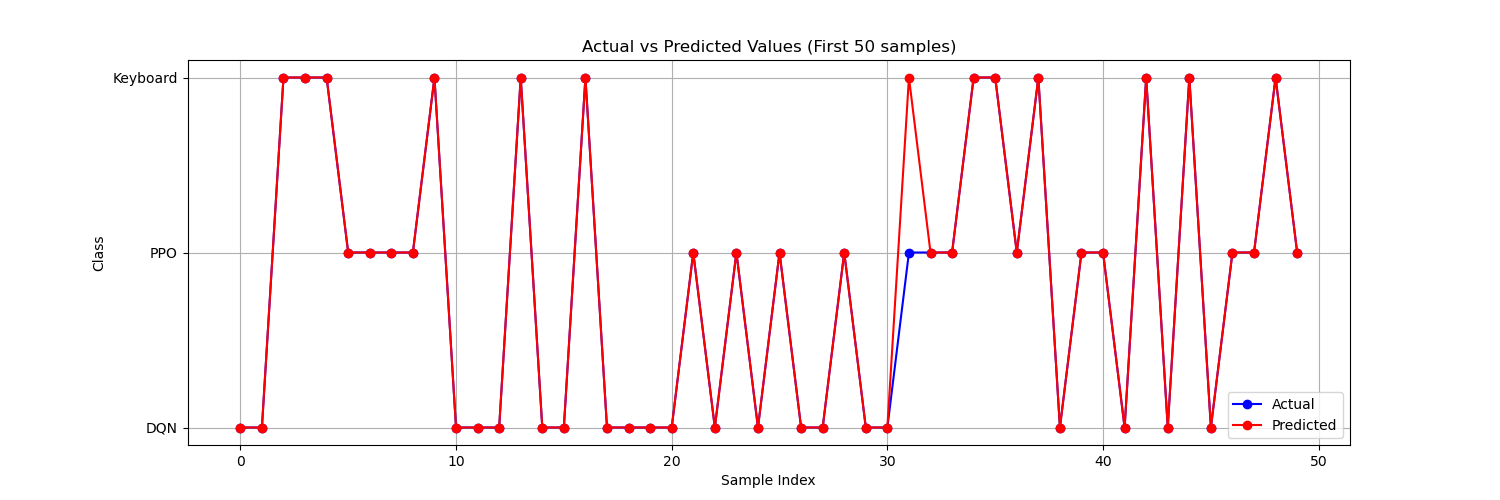 Actual vs Predicted Values (First 50 samples)
Keyboard
PPO
DQN
Class
0 10 20 30 40 50
Sample Index
Actual
Predicted